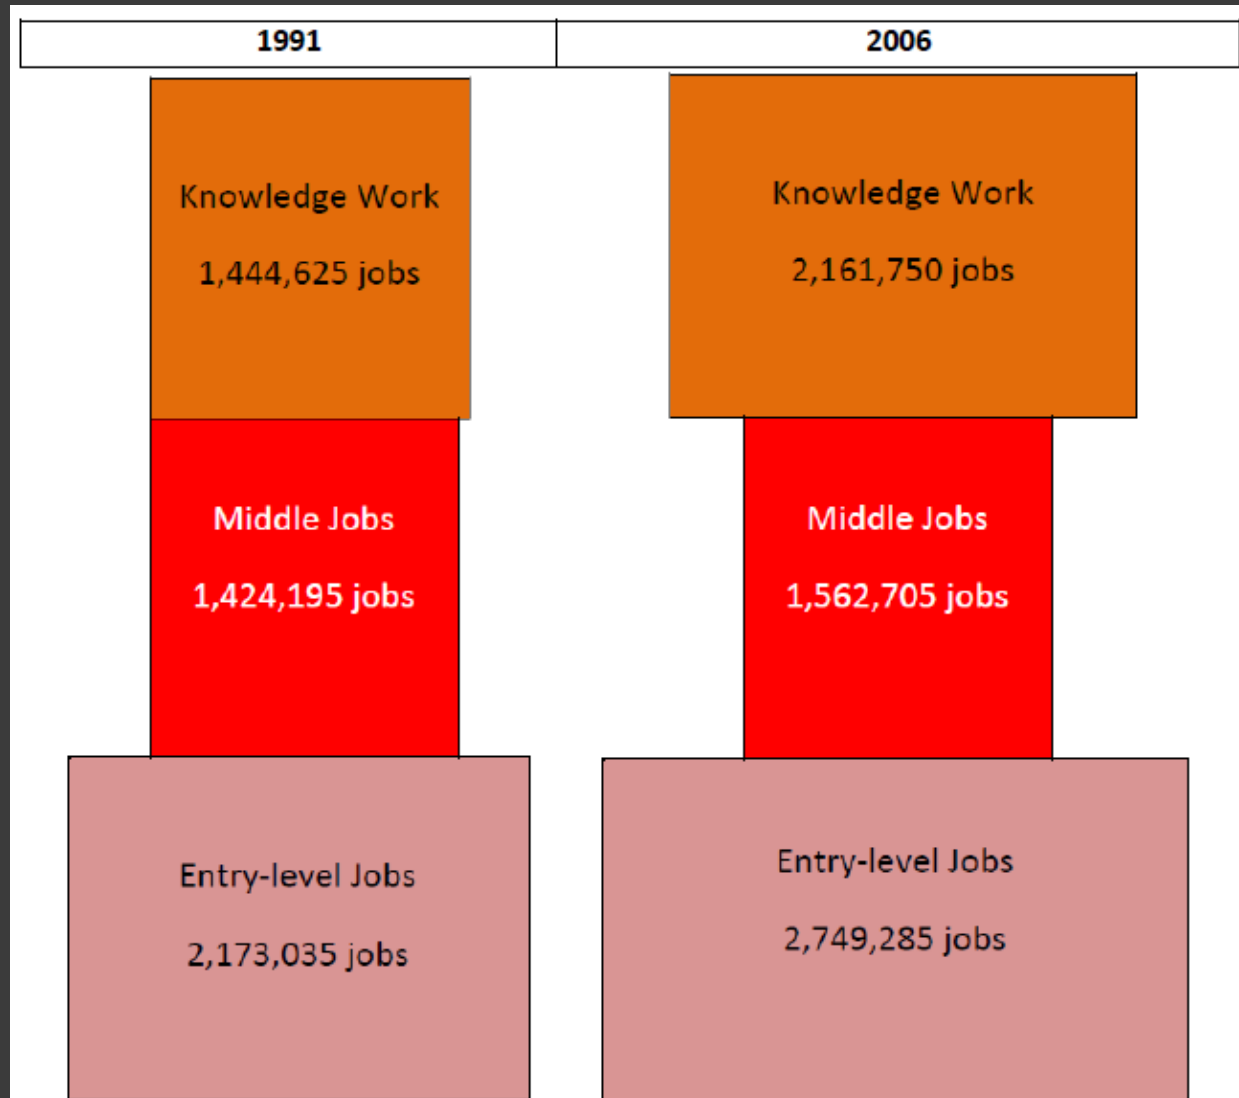 1991
2006
Knowledge Work
1,444,625 jobs
Knowledge Work
2,161,750 jobs
Middle Jobs
1,424,195 jobs
Middle Jobs
1,562,705 jobs
Entry-level Jobs
2,173,035 jobs
Entry-level Jobs
2,749,285 jobs